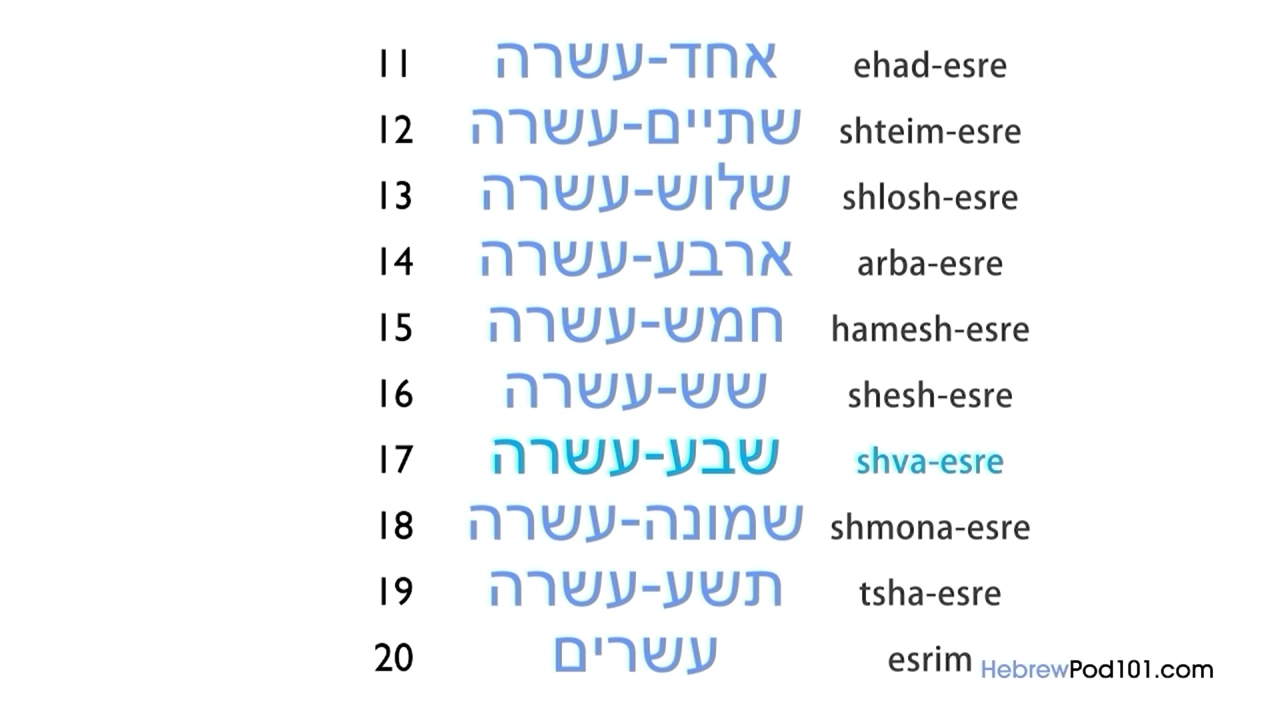 11 אחד-עשרה ehad-esre
12 שתיים-עשרה shteim-esre
13 שלוש-עשרה shlosh-esre
14 ארבע-עשרה arba-esre
15 חמש-עשרה hamesh-esre
16 שש-עשרה shesh-esre
17 שבע-עשרה shva-esre
18 שמונה-עשרה shmona-esre
19 תשע-עשרה tsha-esre
20 עשרים esrim
HebrewPod101.com